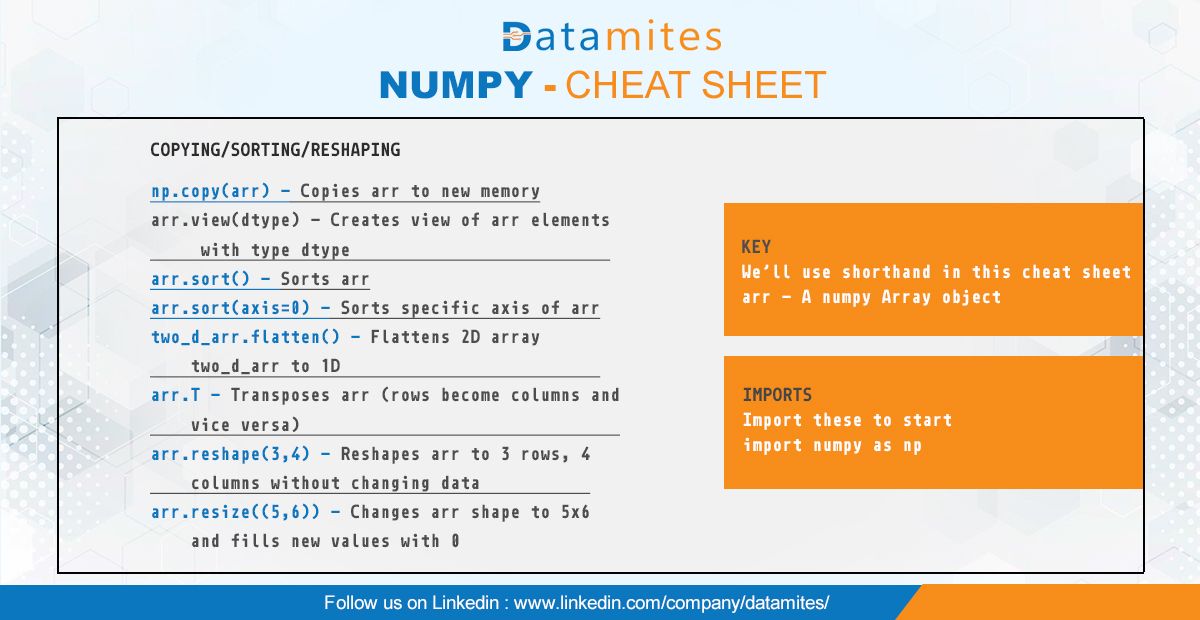 Datamites
NUMPY - CHEAT SHEET
COPYING/SORTING/RESHAPING
np.copy(arr) – Copies arr to new memory
arr.view(dtype) – Creates view of arr elements
with type dtype
arr.sort() – Sorts arr
arr.sort(axis=0) – Sorts specific axis of arr
two_d_arr.flatten() – Flattens 2D array
two_d_arr to 1D
arr.T – Transposes arr (rows become columns and
vice versa)
arr.reshape(3,4) – Reshapes arr to 3 rows, 4
columns without changing data
arr.resize((5,6)) – Changes arr shape to 5x6
and fills new values with 0
KEY
We’ll use shorthand in this cheat sheet
arr – A numpy Array object
IMPORTS
Import these to start
import numpy as np
Follow us on Linkedin : www.linkedin.com/company/datamites/